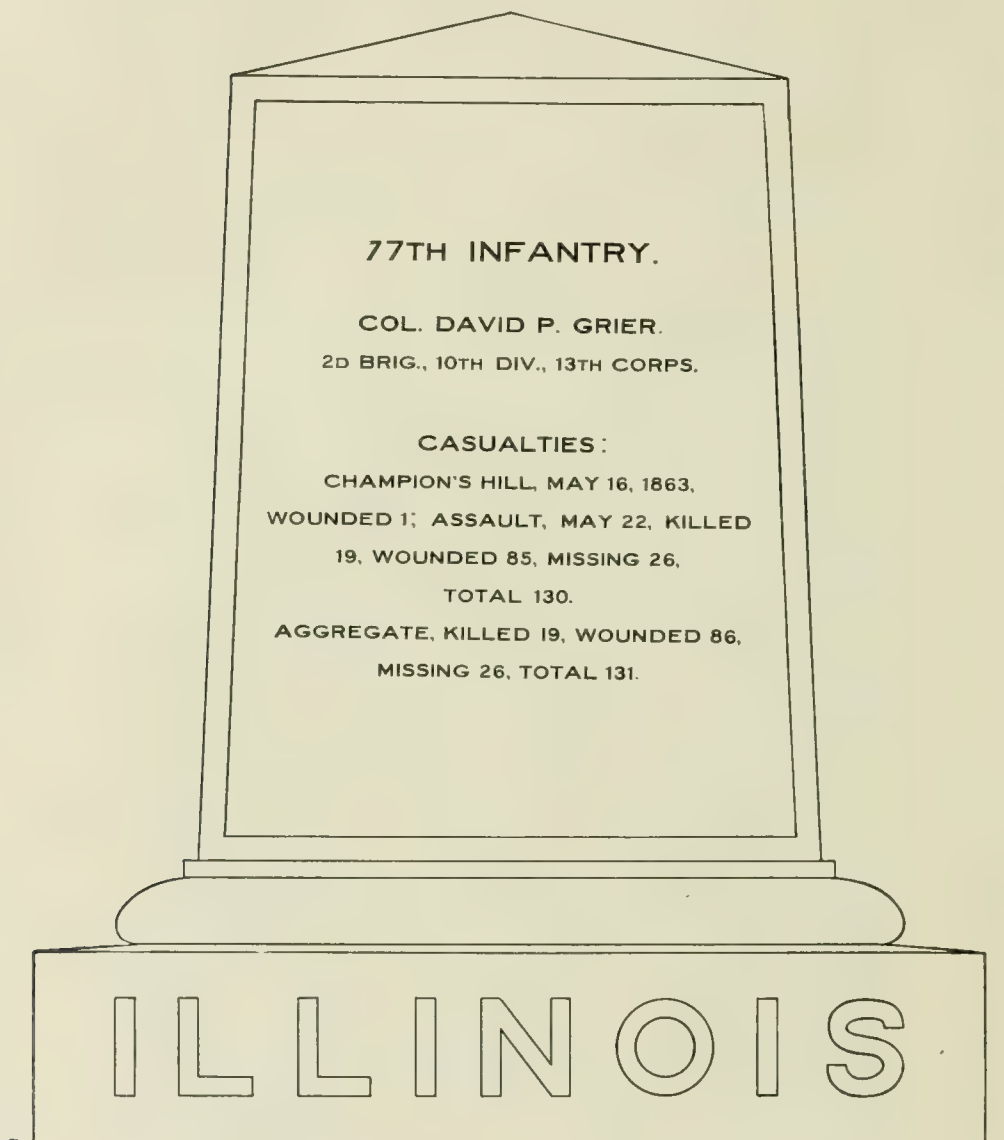 77TH INFANTRY.
COL. DAVID P. GRIER.
2D BRIG., 10TH DIV., 13TH CORPS.
CASUALTIES:
CHAMPION'S HILL, MAY 16, 1863,
WOUNDED 1; ASSAULT, MAY 22, KILLED
19, WOUNDED 85, MISSING 26,
TOTAL 130.
AGGREGATE, KILLED 19, WOUNDED 86,
MISSING 26, TOTAL 131.
ILLINOIS